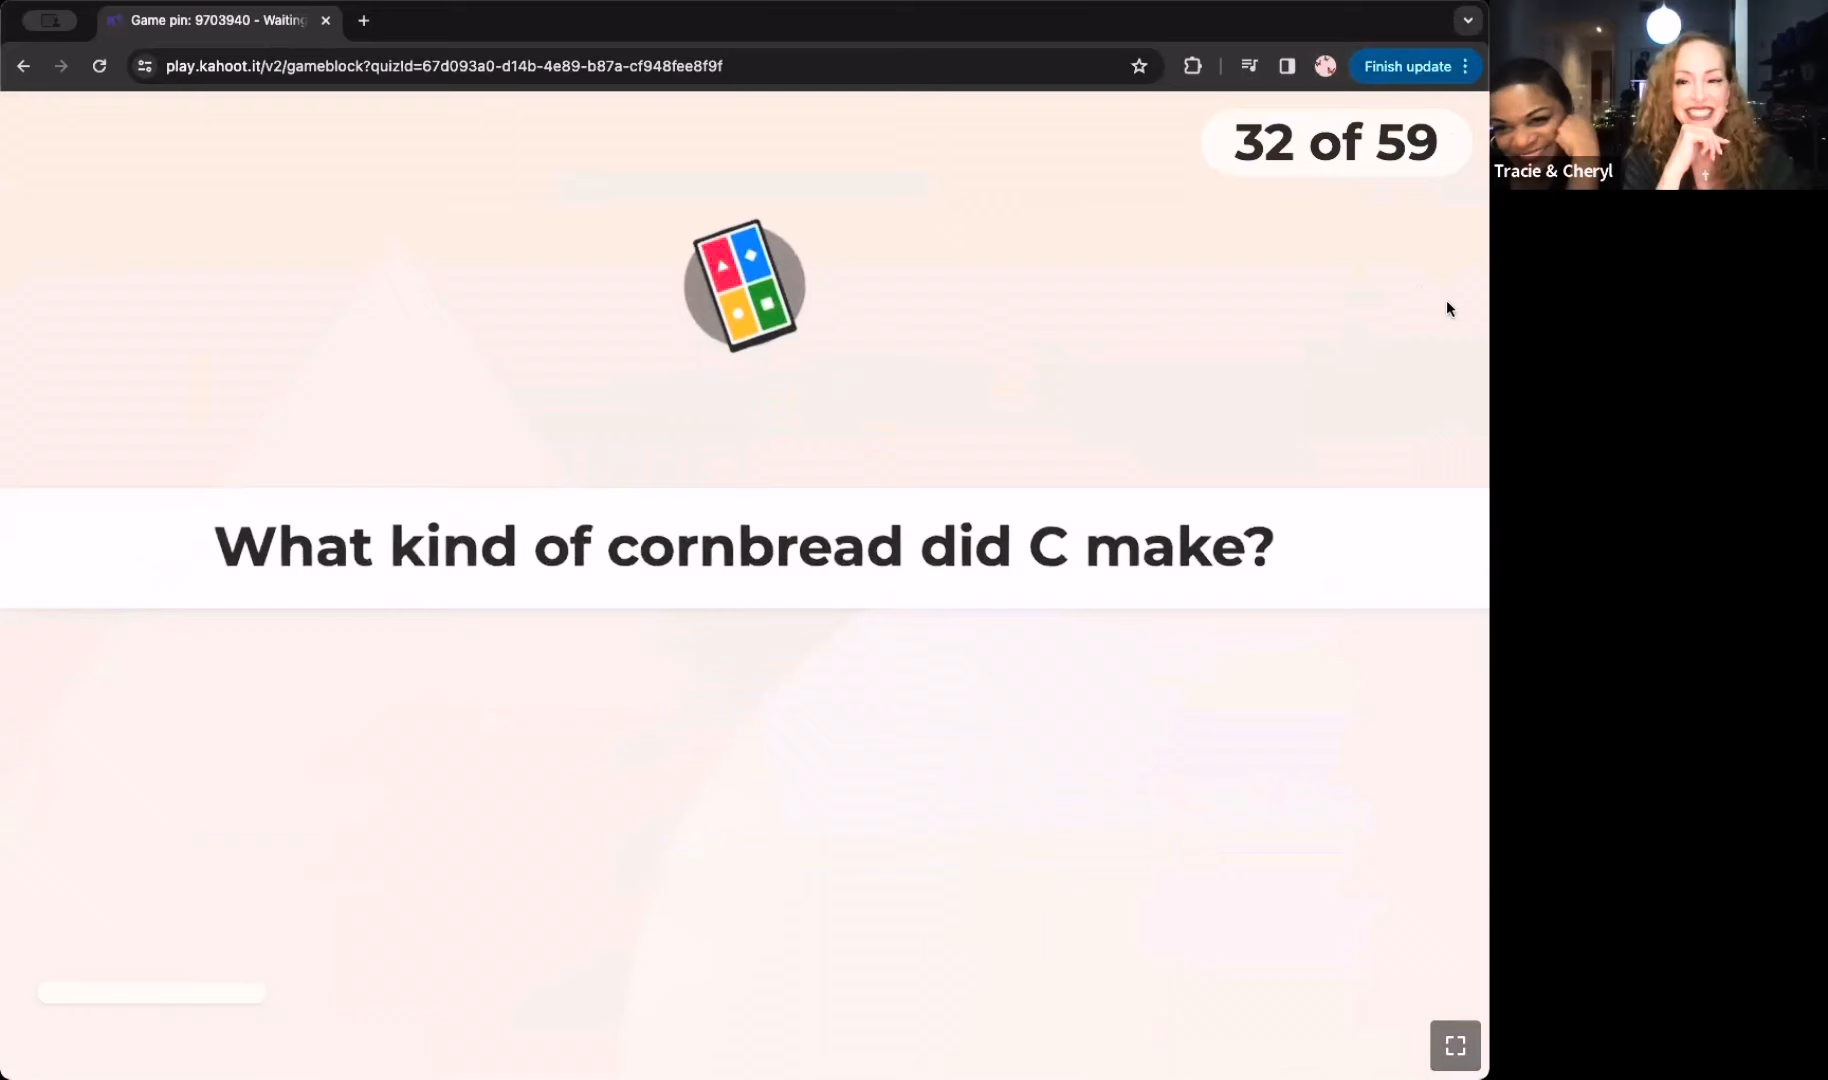 Game pin: 9703940 - Waiting
play.kahoot.it/v2/gameblock?quizId=67d093a0-d14b-4e89-b87a-cf948fee8f9f
Finish update
32 of 59
Tracie & Cheryl
What kind of cornbread did C make?